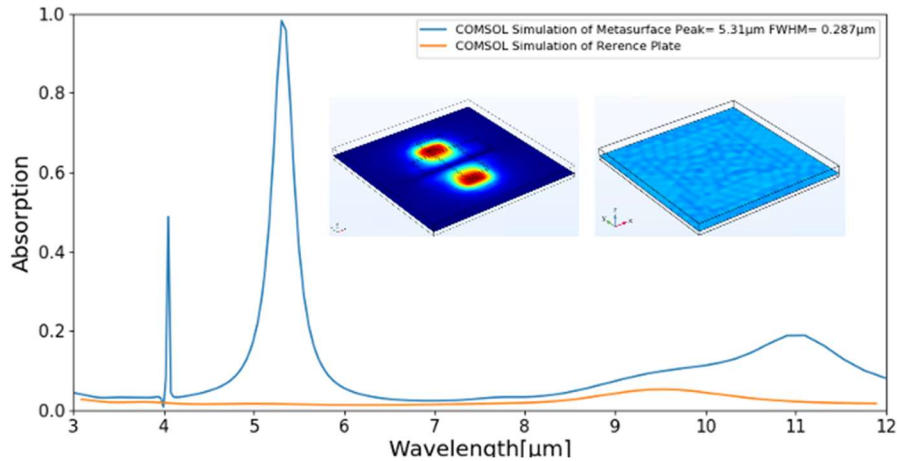 1.0
COMSOL Simulation of Metasurface Peak= 5.31μm FWHM= 0.287μm
COMSOL Simulation of Rerence Plate
0.8
0.6
0.4
0.2
0.0
Absorption
3 4 5 6 7 8 9 10 11 12
Wavelength[μm]
z
y
x